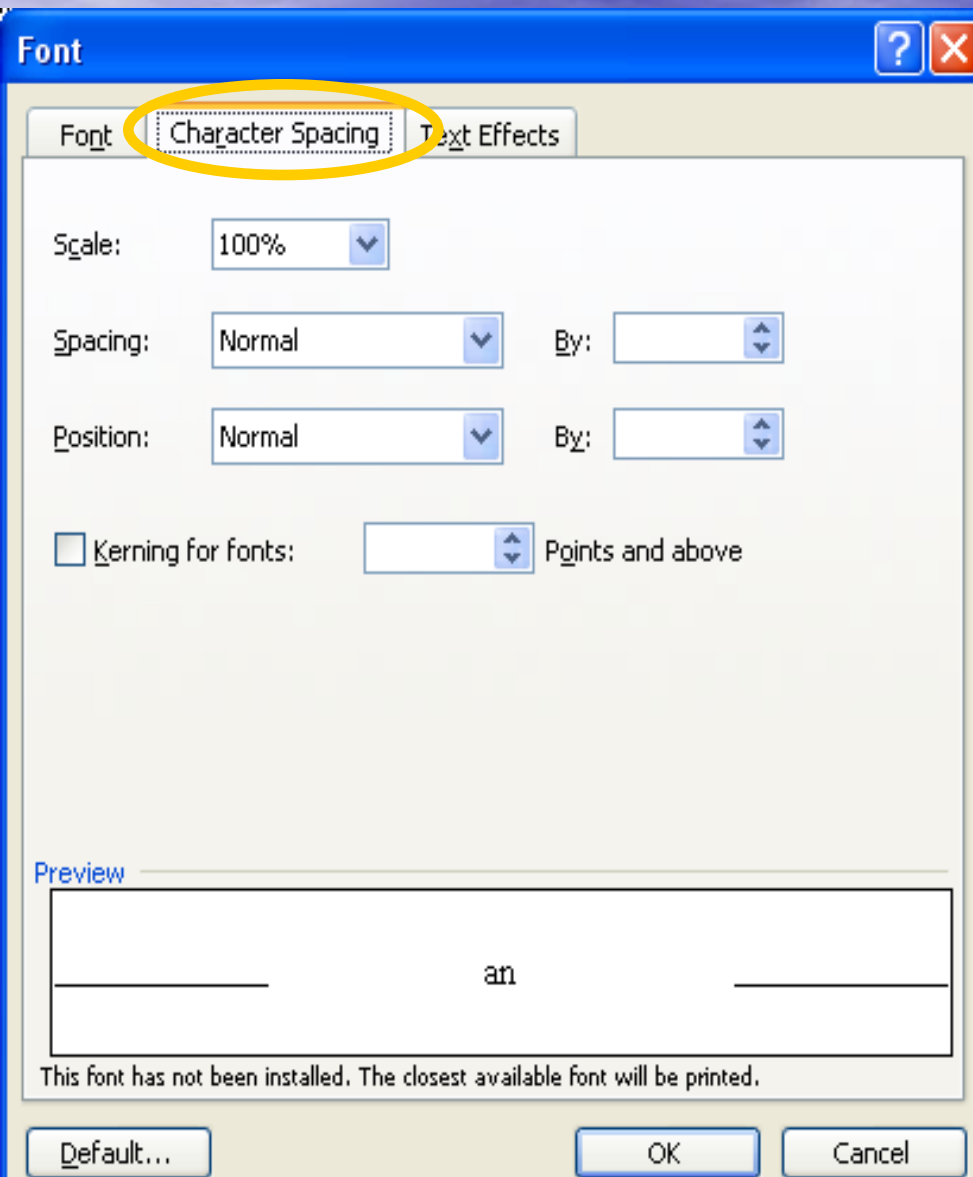 Font
Font Character Spacing Text Effects
Scale: 100%
Spacing: Normal By:
Position: Normal By:
Kerning for fonts: Points and above
Preview
an
This font has not been installed. The closest available font will be printed.
Default... OK Cancel